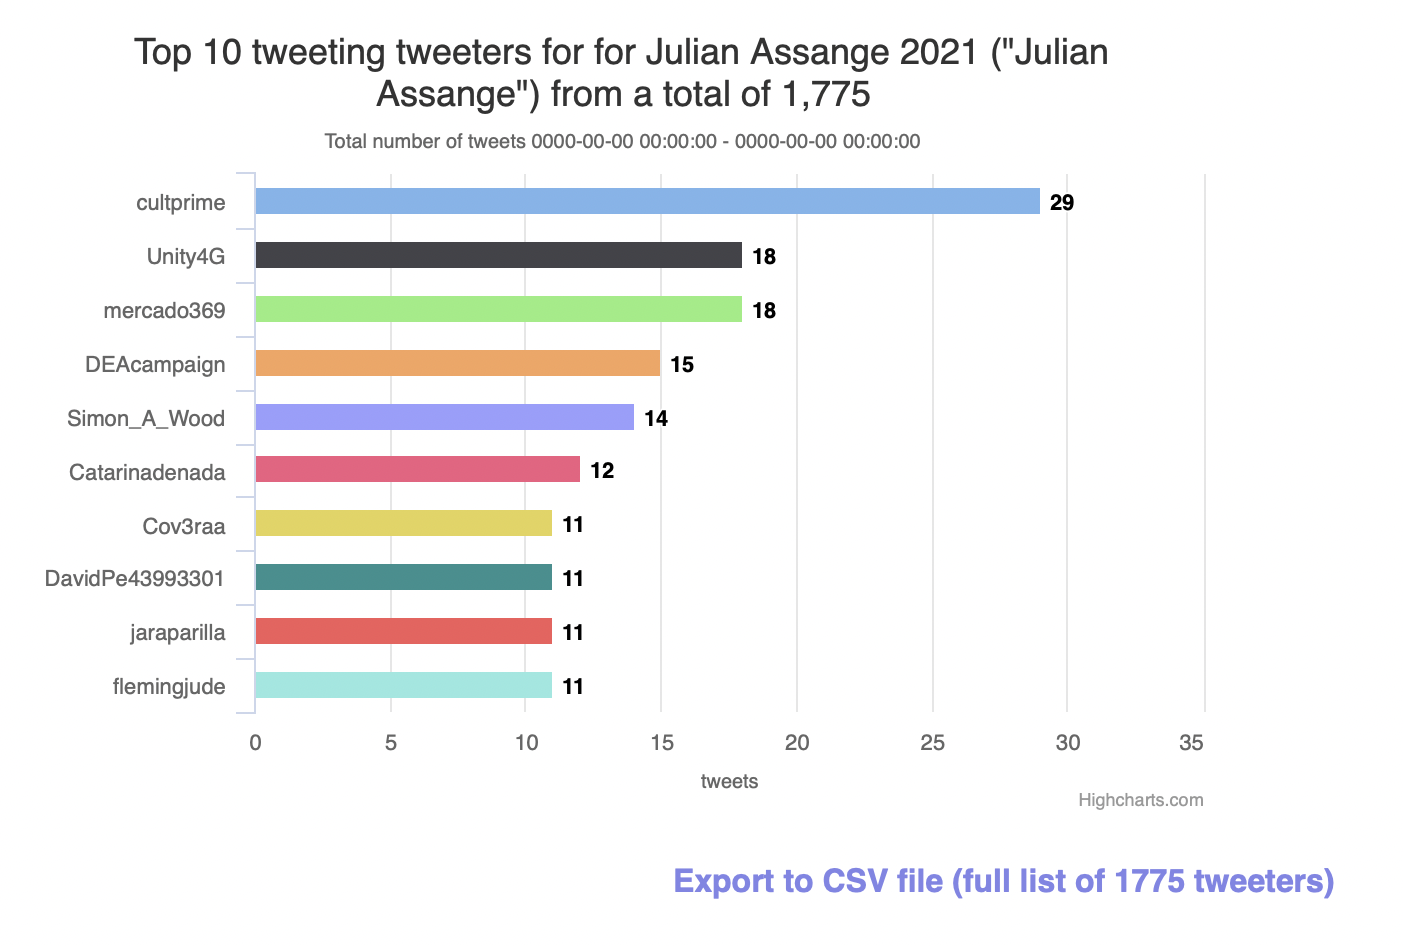 Top 10 tweeting tweeters for for Julian Assange 2021 ("Julian
Assange") from a total of 1,775
Total number of tweets 0000-00-00 00:00:00 - 0000-00-00 00:00:00
cultprime 29
Unity4G 18
mercado369 18
DEAcampaign 15
Simon_A_Wood 14
Catarinadenada 12
Cov3raa 11
DavidPe43993301 11
jaraparilla 11
flemingjude 11
0 5 10 15 20 25 30 35
tweets
Highcharts.com
Export to CSV file (full list of 1775 tweeters)